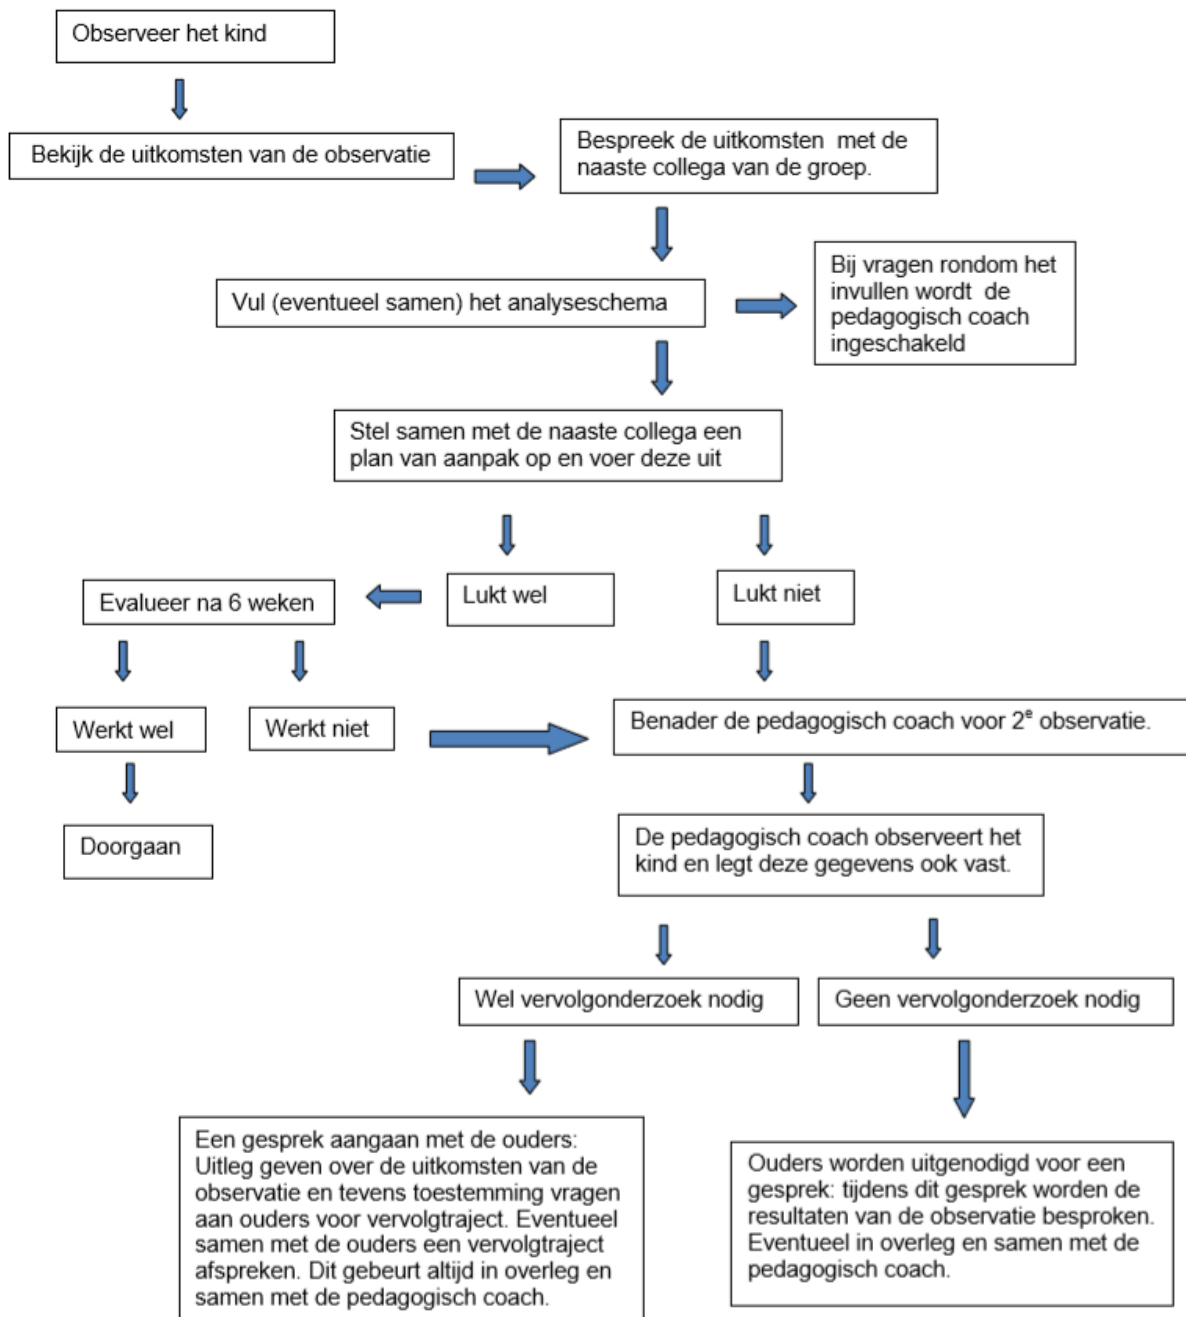 Observeer het kind
Bekijk de uitkomsten van de observatie
Bespreek de uitkomsten met de
naaste collega van de groep.
Vul (eventueel samen) het analyseschema
Bij vragen rondom het
invullen wordt de
pedagogisch coach
ingeschakeld
Stel samen met de naaste collega een
plan van aanpak op en voer deze uit
Lukt wel
Lukt niet
Evalueer na 6 weken
Werkt wel
Werkt niet
Benader de pedagogisch coach voor 2e observatie.
Doorgaan
De pedagogisch coach observeert het
kind en legt deze gegevens ook vast.
Wel vervolgonderzoek nodig
Geen vervolgonderzoek nodig
Een gesprek aangaan met de ouders:
Uitleg geven over de uitkomsten van de
observatie en tevens toestemming vragen
aan ouders voor vervolgtraject. Eventueel
samen met de ouders een vervolgtraject
afspreken. Dit gebeurt altijd in overleg en
samen met de pedagogisch coach.
Ouders worden uitgenodigd voor een
gesprek: tijdens dit gesprek worden de
resultaten van de observatie besproken.
Eventueel in overleg en samen met de
pedagogisch coach.